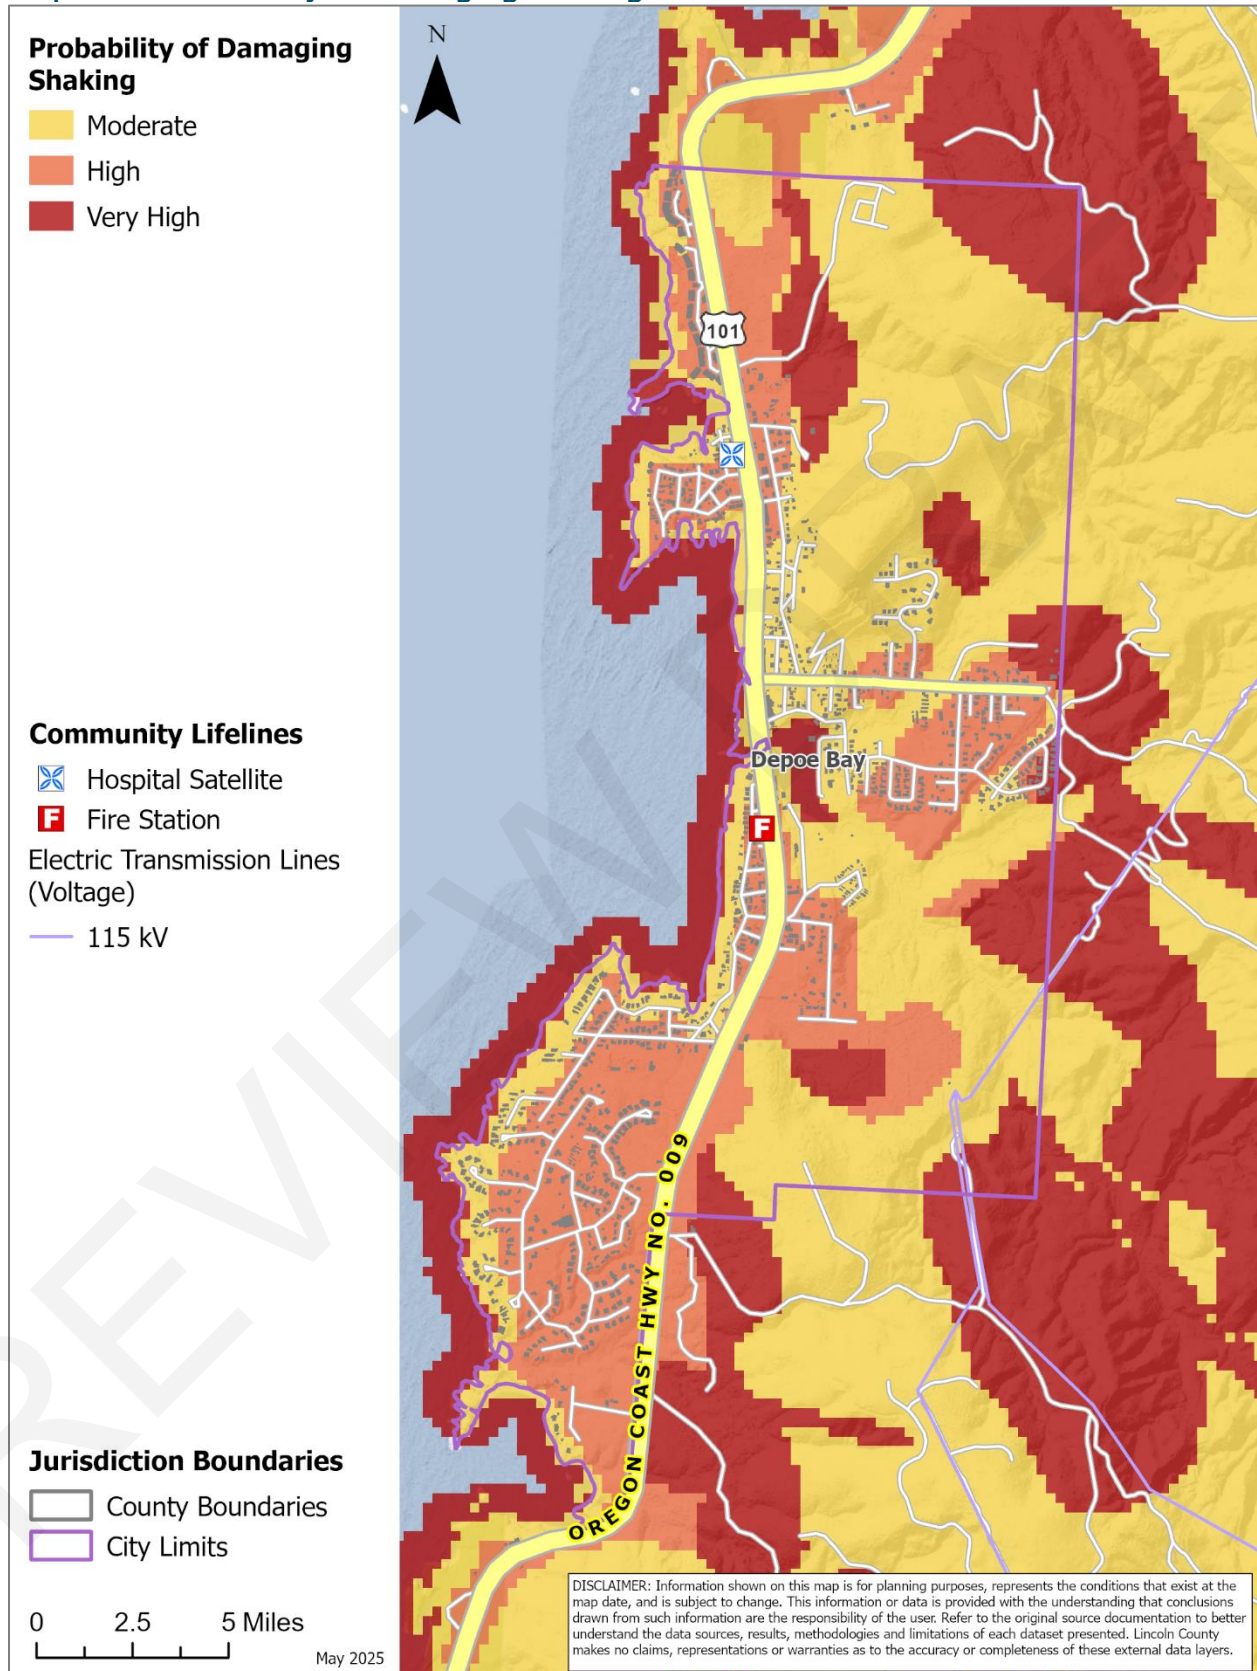 Probability of Damaging
Shaking
Moderate
High
Very High
N
101
Depoe Bay
F
Community Lifelines
Hospital Satellite
F Fire Station
Electric Transmission Lines
(Voltage)
115 kV
OREGON COAST HWY NO. 009
Jurisdiction Boundaries
County Boundaries
City Limits
0 2.5 5 Miles
May 2025
DISCLAIMER: Information shown on this map is for planning purposes, represents the conditions that exist at the
map date, and is subject to change. This information or data is provided with the understanding that conclusions
drawn from such information are the responsibility of the user. Refer to the original source documentation to better
understand the data sources, results, methodologies and limitations of each dataset presented. Lincoln County
makes no claims, representations or warranties as to the accuracy or completeness of these external data layers.